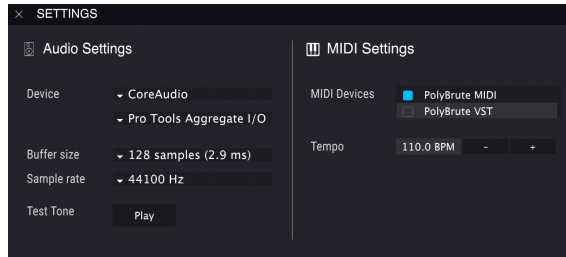 × SETTINGS
Audio Settings
Device
CoreAudio
Pro Tools Aggregate I/O
Buffer size
128 samples (2.9 ms)
Sample rate
44100 Hz
Test Tone
Play
MIDI Settings
MIDI Devices
PolyBrute MIDI
PolyBrute VST
Tempo
110.0 BPM - +